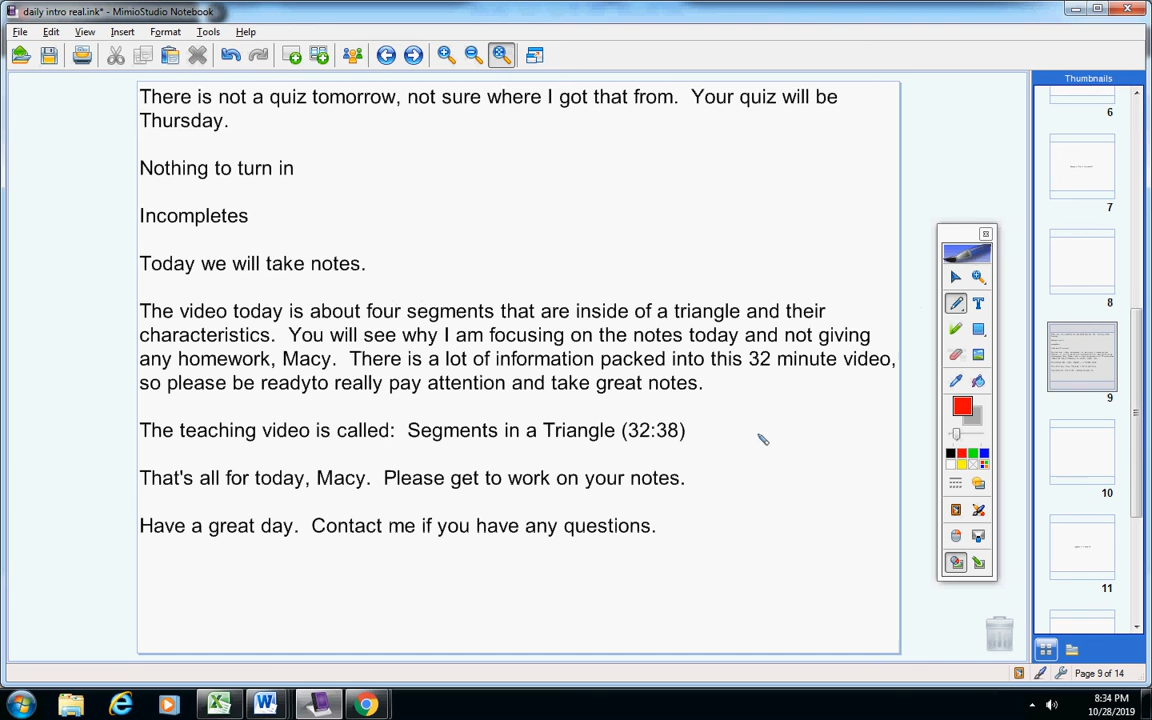 daily intro real.ink* - MimioStudio Notebook
File Edit View Insert Format Tools Help
There is not a quiz tomorrow, not sure where I got that from. Your quiz will be
Thursday.
Nothing to turn in
Incompletes
Today we will take notes.
The video today is about four segments that are inside of a triangle and their
characteristics. You will see why I am focusing on the notes today and not giving
any homework, Macy. There is a lot of information packed into this 32 minute video,
so please be readyto really pay attention and take great notes.
The teaching video is called: Segments in a Triangle (32:38)
That's all for today, Macy. Please get to work on your notes.
Have a great day. Contact me if you have any questions.
Thumbnails
6
7
8
9
10
11
Page 9 of 14
8:34 PM
10/28/2019